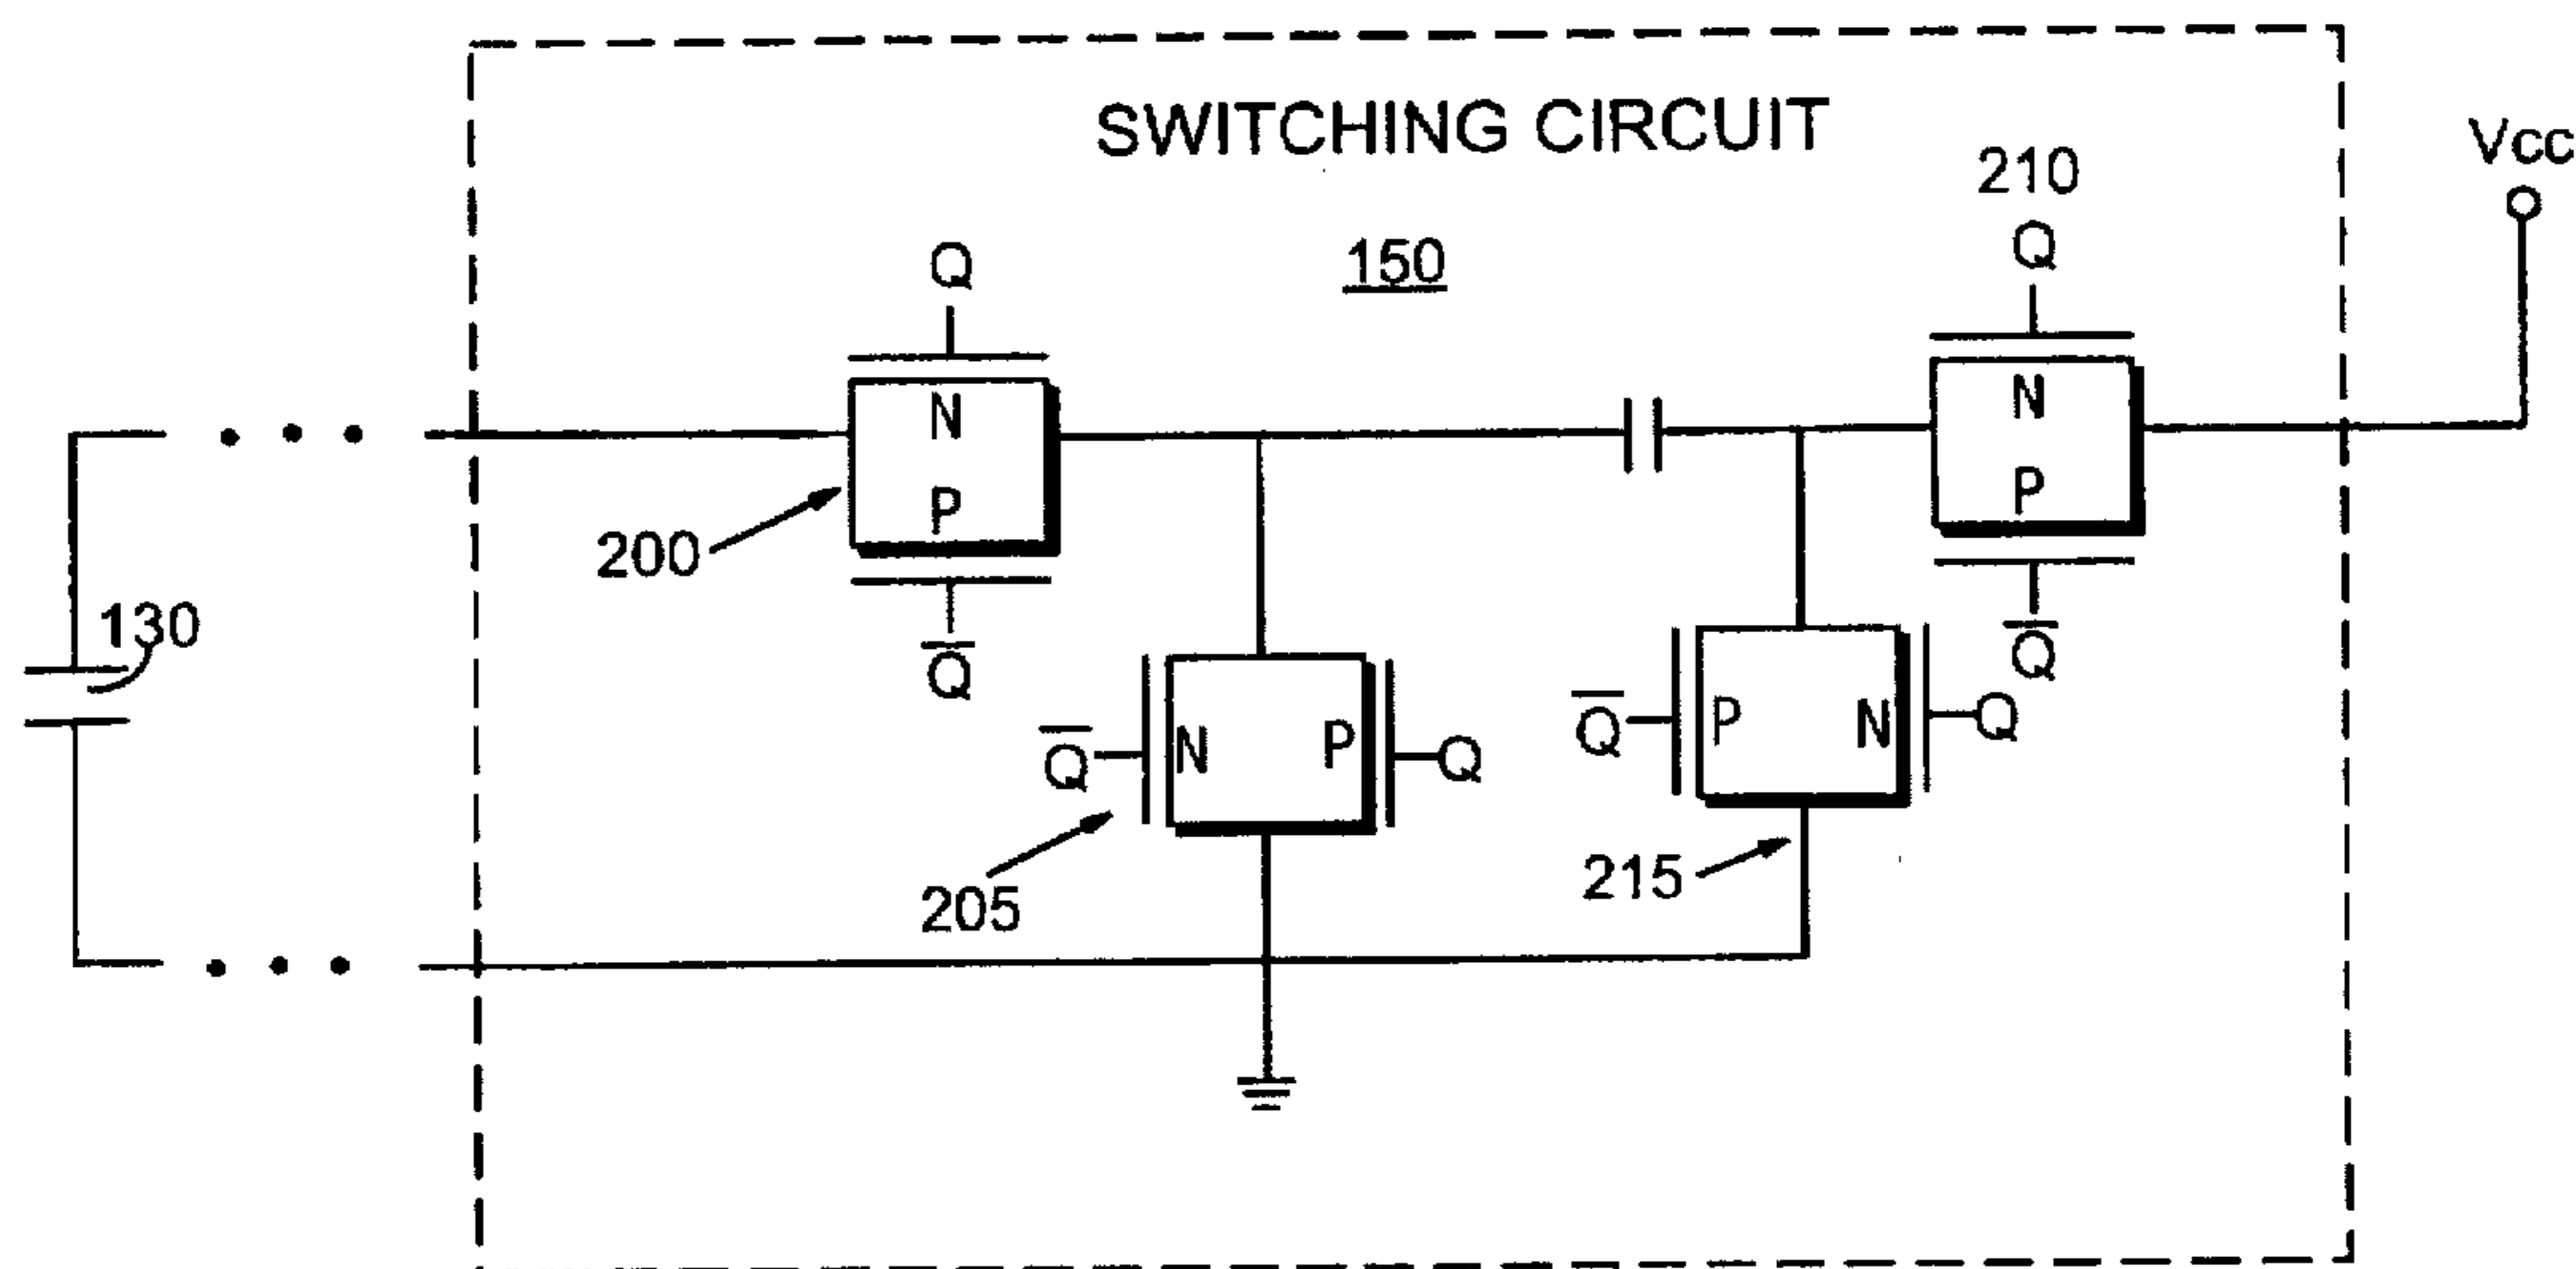 SWITCHING CIRCUIT
Vcc
210
Q
150
Q
N
P
200
Q̅
N
P
Q̅
130
Q̅
N
P
Q
205
Q̅
P
N
Q
215